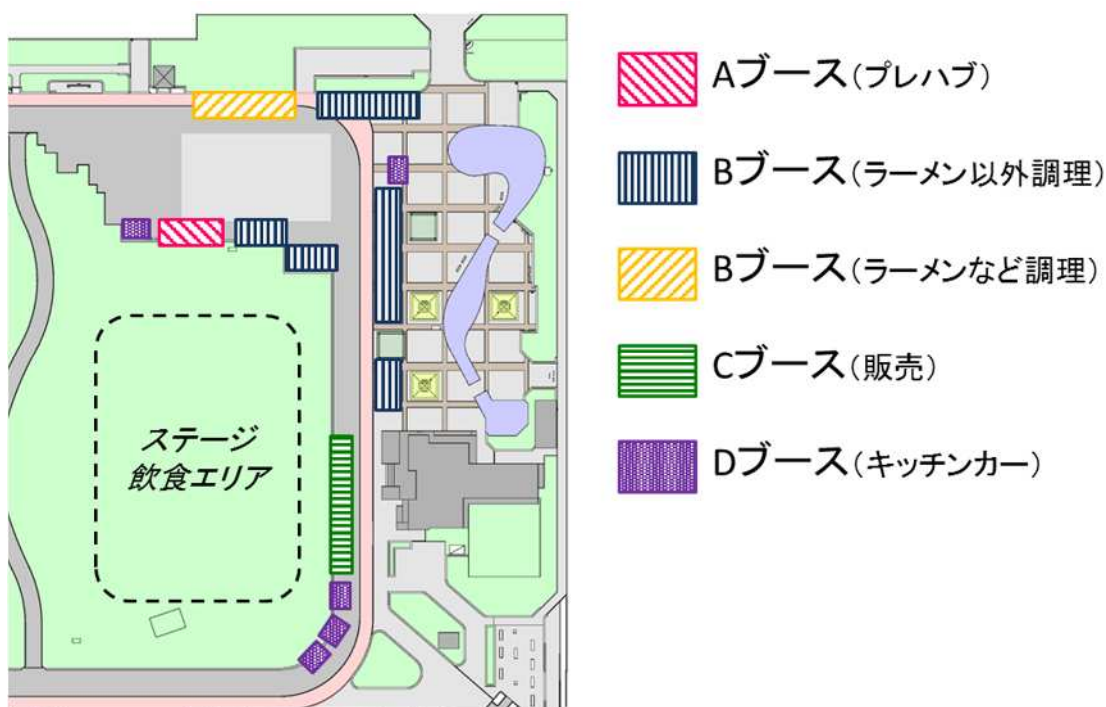 Aブース(プレハブ)
Bブース(ラーメン以外調理)
Bブース(ラーメンなど調理)
Cブース(販売)
Dブース(キッチンカー)
ステージ
飲食エリア